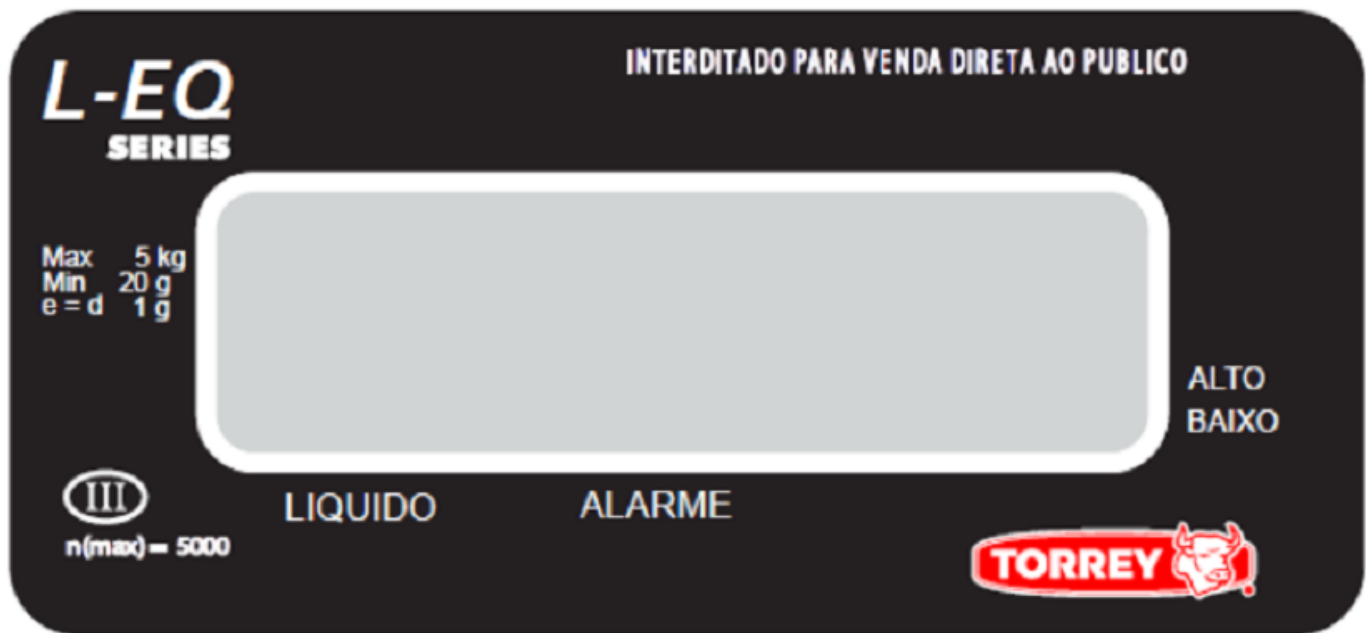 INTERDITADO PARA VENDA DIRETA AO PUBLICO
L-EQ
SERIES
Max 5 kg
Min 20 g
e = d 1 g
ALTO
BAIXO
III
n(max) = 5000
LIQUIDO ALARME
TORREY